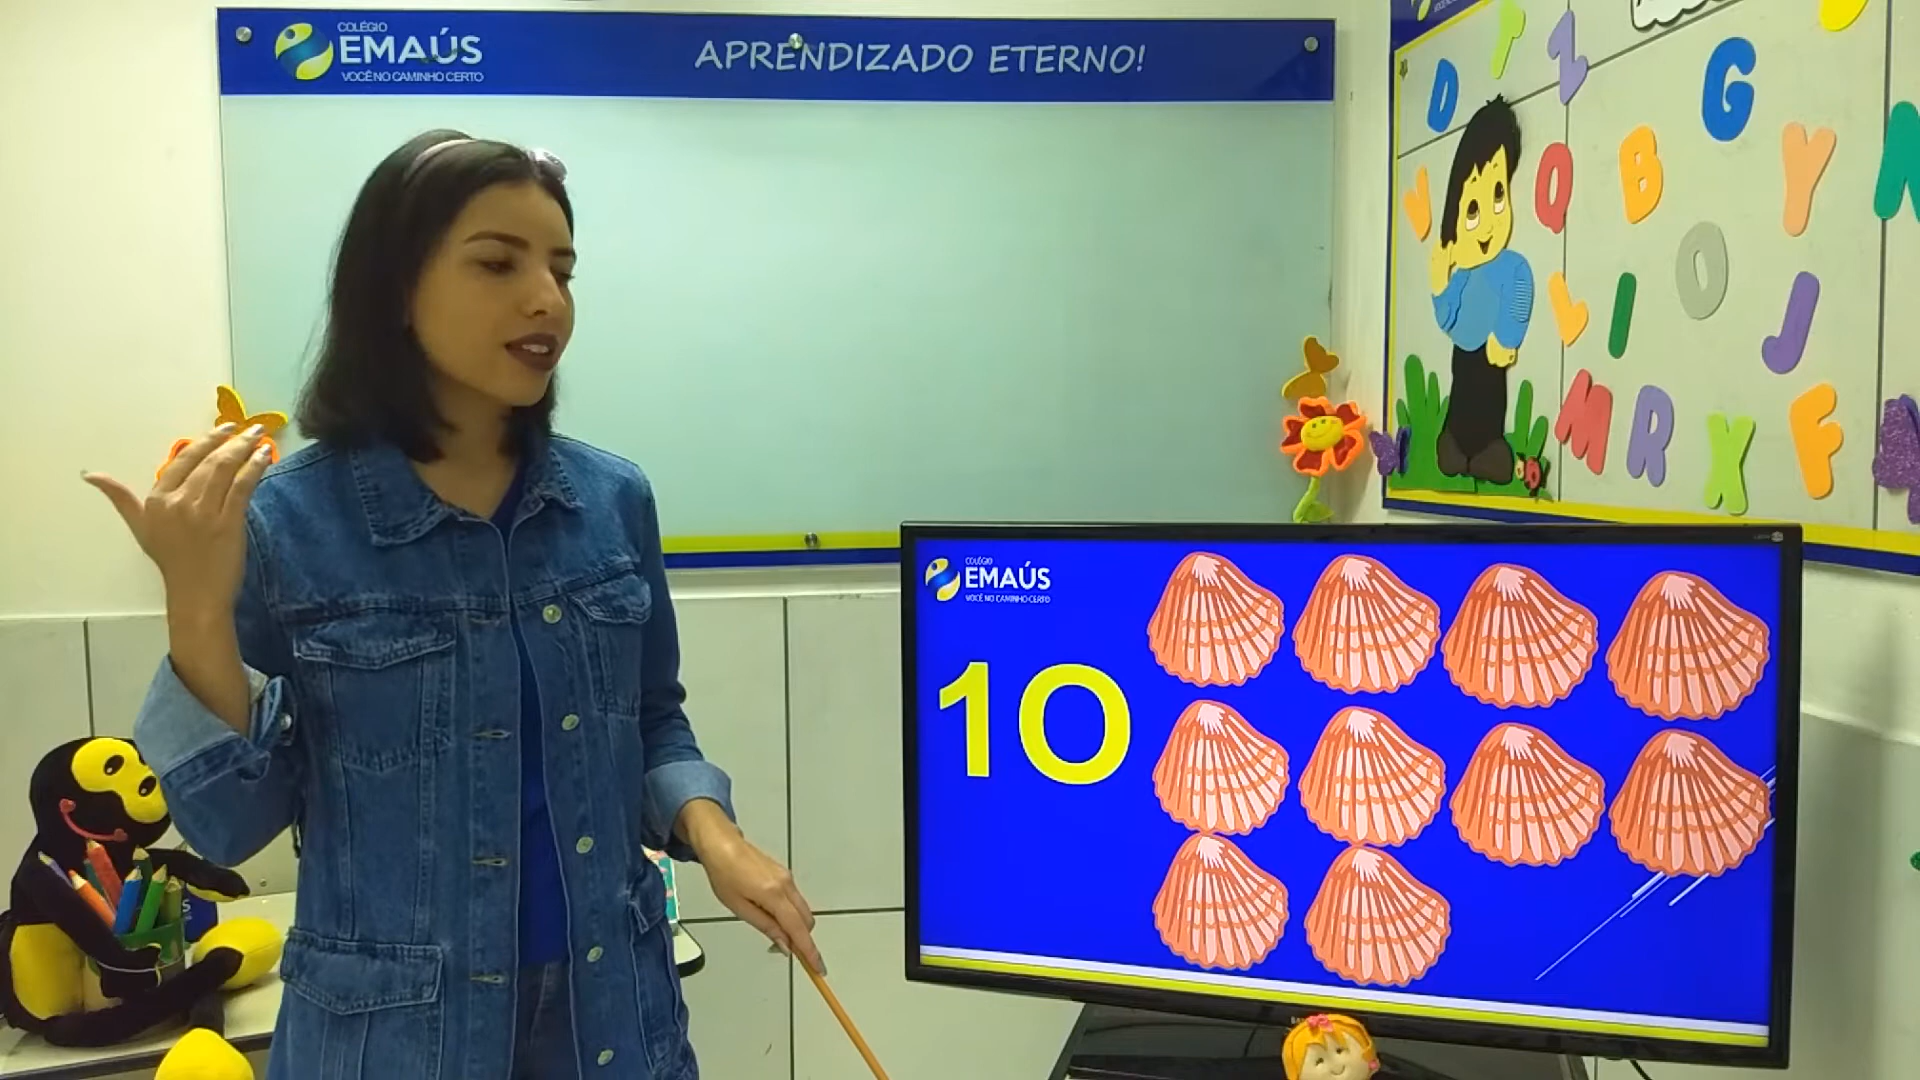 COLÉGIO
EMAÚS
VOCÊ NO CAMINHO CERTO
APRENDIZADO ETERNO!
D T Z G
V Q B Y
L I O J
M R X F
COLÉGIO
EMAÚS
VOCÊ NO CAMINHO CERTO
10